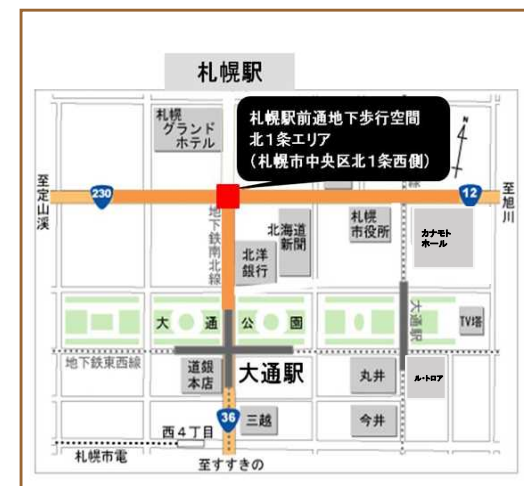 札幌駅
札幌
グランド
ホテル
札幌駅前通地下歩行空間
北1条エリア
(札幌市中央区北1条西側)
N
至定山渓
230
12
至旭川
地下鉄南北線
北海道
新聞
札幌
市役所
カナモト
ホール
北洋
銀行
大通公園
大通駅
TV塔
地下鉄東西線
道銀
本店
大通駅
丸井
ル・トロア
36
三越
今井
西4丁目
札幌市電
至すすきの